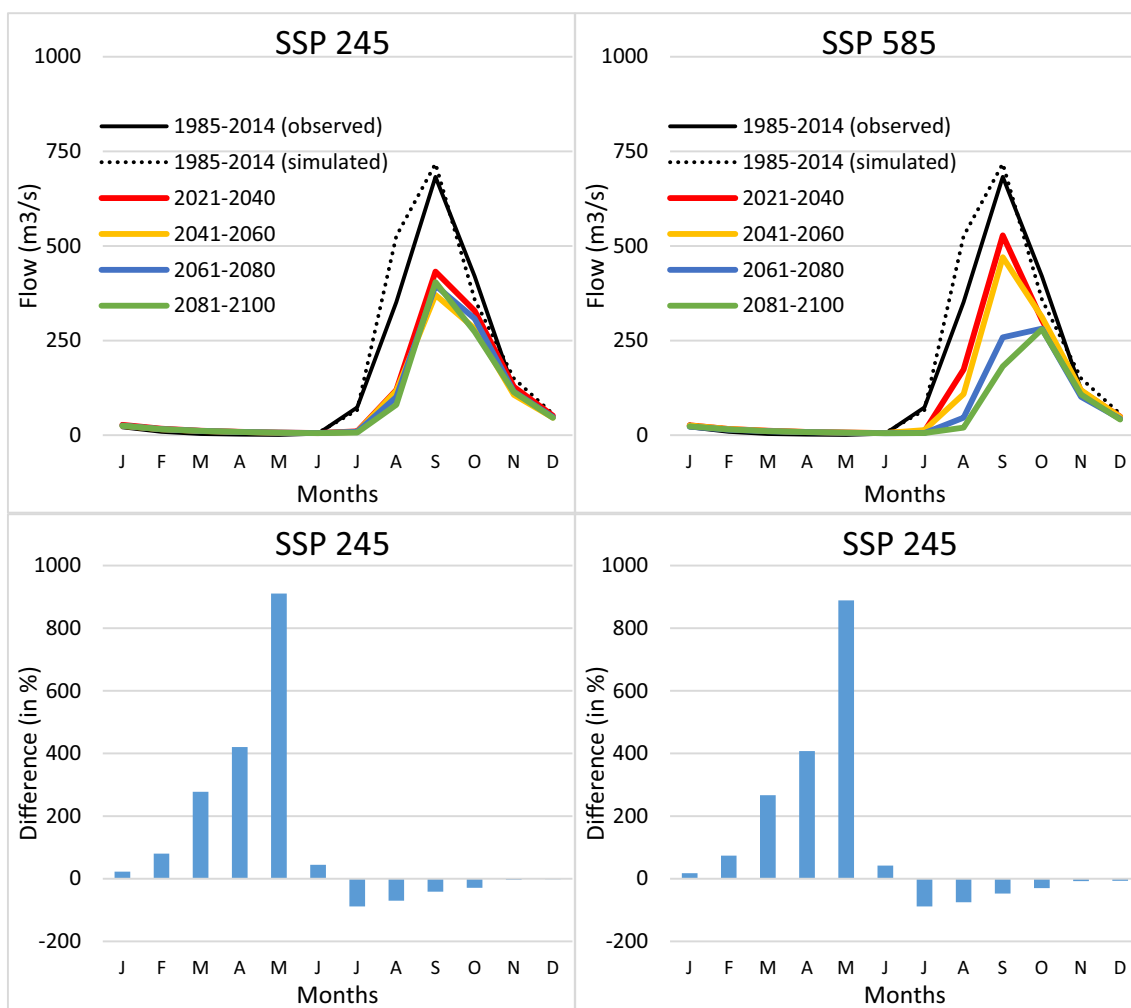 SSP 245
1000
750
500
250
0
Flow (m3/s)
1985-2014 (observed)
1985-2014 (simulated)
2021-2040
2041-2060
2061-2080
2081-2100
J F M A M J J A S O N D
Months
SSP 585
1000
750
500
250
0
Flow (m3/s)
1985-2014 (observed)
1985-2014 (simulated)
2021-2040
2041-2060
2061-2080
2081-2100
J F M A M J J A S O N D
Months
SSP 245
1000
800
600
400
200
0
-200
Difference (in %)
J F M A M J J A S O N D
Months
SSP 245
1000
800
600
400
200
0
-200
Difference (in %)
J F M A M J J A S O N D
Months